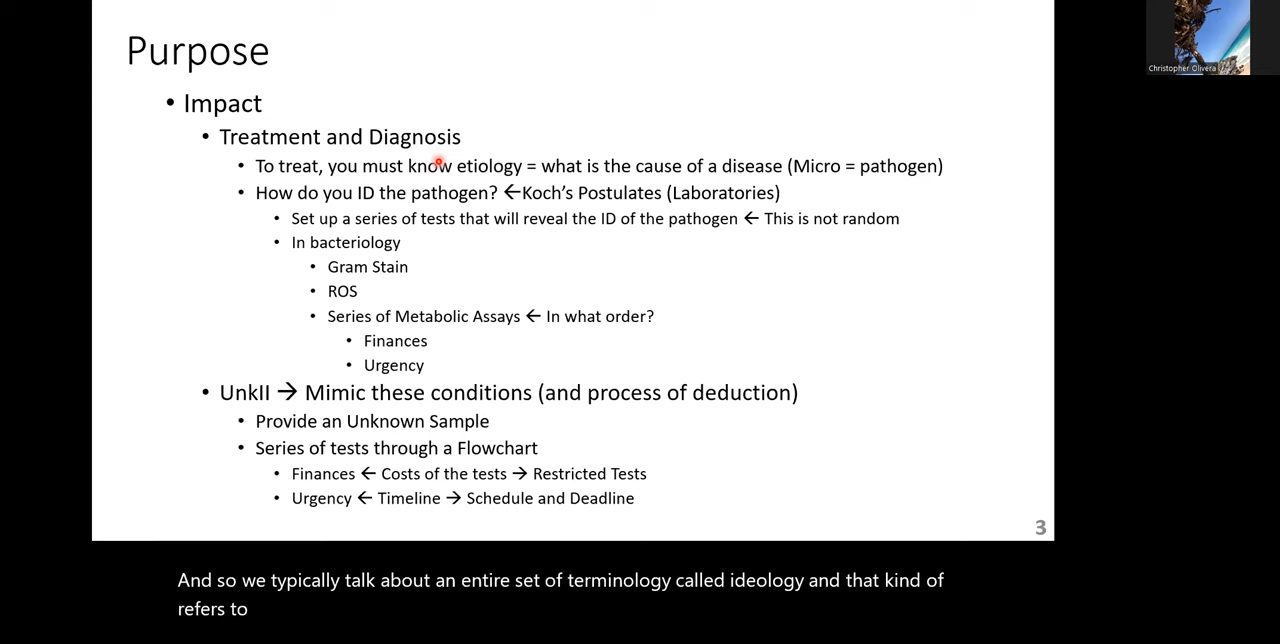 Purpose
• Impact
• Treatment and Diagnosis
• To treat, you must know etiology = what is the cause of a disease (Micro = pathogen)
• How do you ID the pathogen? ←Koch's Postulates (Laboratories)
• Set up a series of tests that will reveal the ID of the pathogen ← This is not random
• In bacteriology
• Gram Stain
• ROS
• Series of Metabolic Assays ← In what order?
• Finances
• Urgency
• UnkII → Mimic these conditions (and process of deduction)
• Provide an Unknown Sample
• Series of tests through a Flowchart
• Finances ← Costs of the tests → Restricted Tests
• Urgency ← Timeline → Schedule and Deadline
3
Christopher Olivera
And so we typically talk about an entire set of terminology called ideology and that kind of
refers to